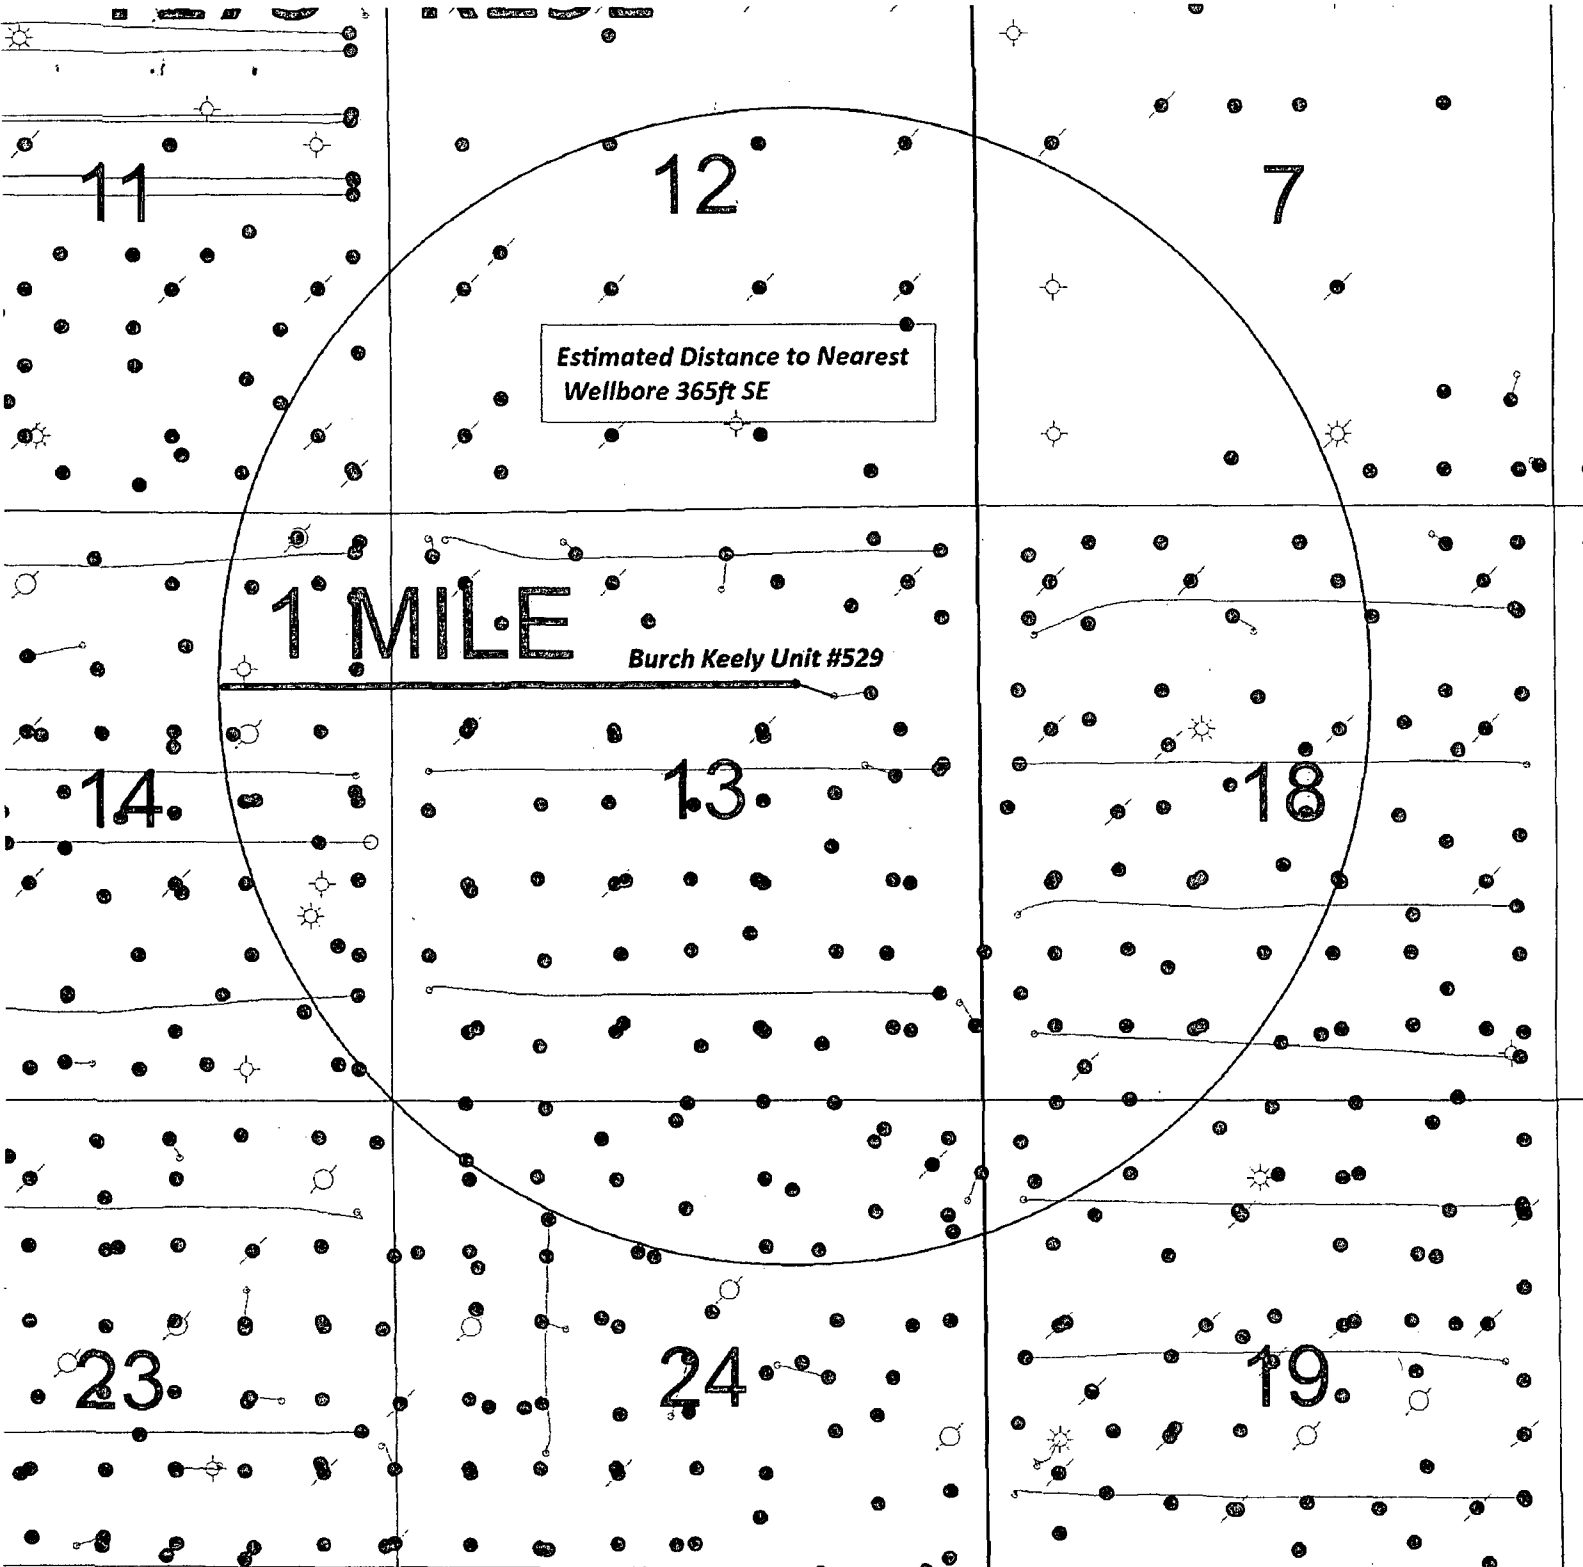 11
12
7
Estimated Distance to Nearest
Wellbore 365ft SE
1 MILE
Burch Keely Unit #529
14
13
18
23
24
19